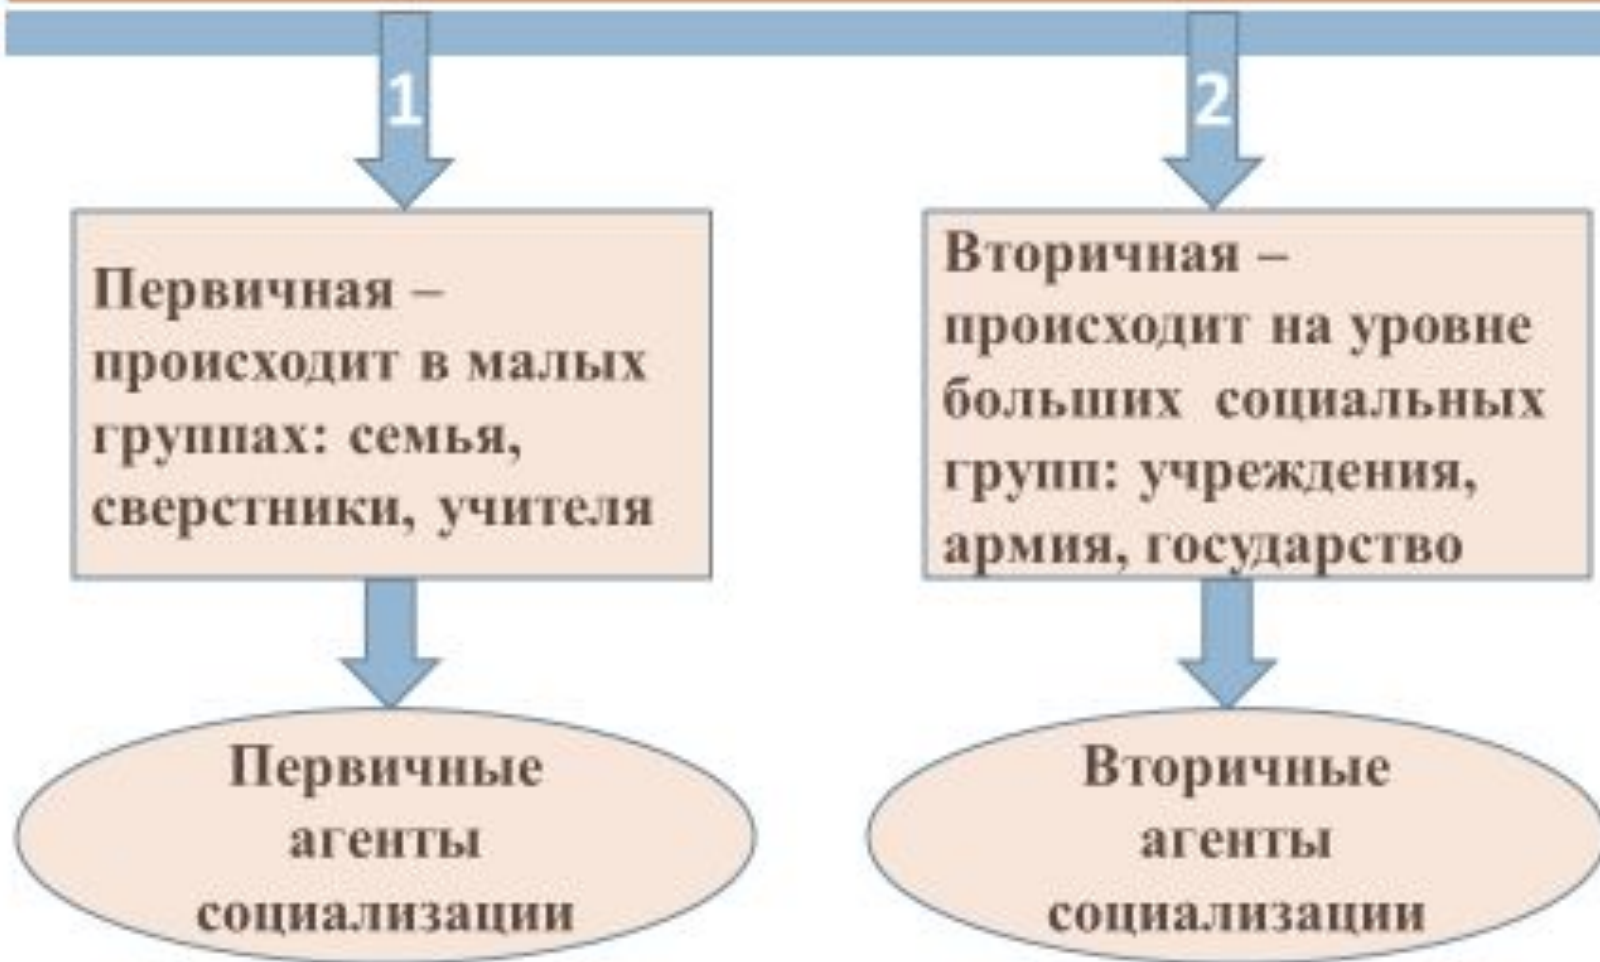 1
Первичная –
происходит в малых
группах: семья,
сверстники, учителя
Первичные
агенты
социализации
2
Вторичная –
происходит на уровне
больших социальных
групп: учреждения,
армия, государство
Вторичные
агенты
социализации